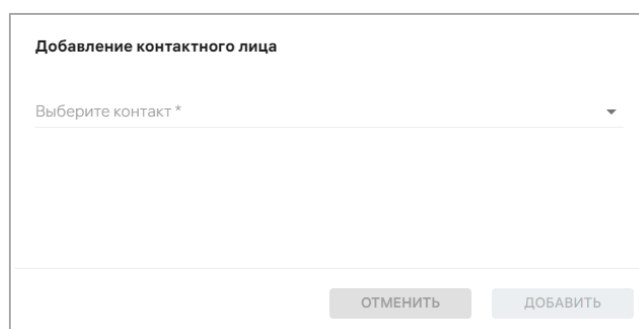 Добавление контактного лица
Выберите контакт *
ОТМЕНИТЬ ДОБАВИТЬ